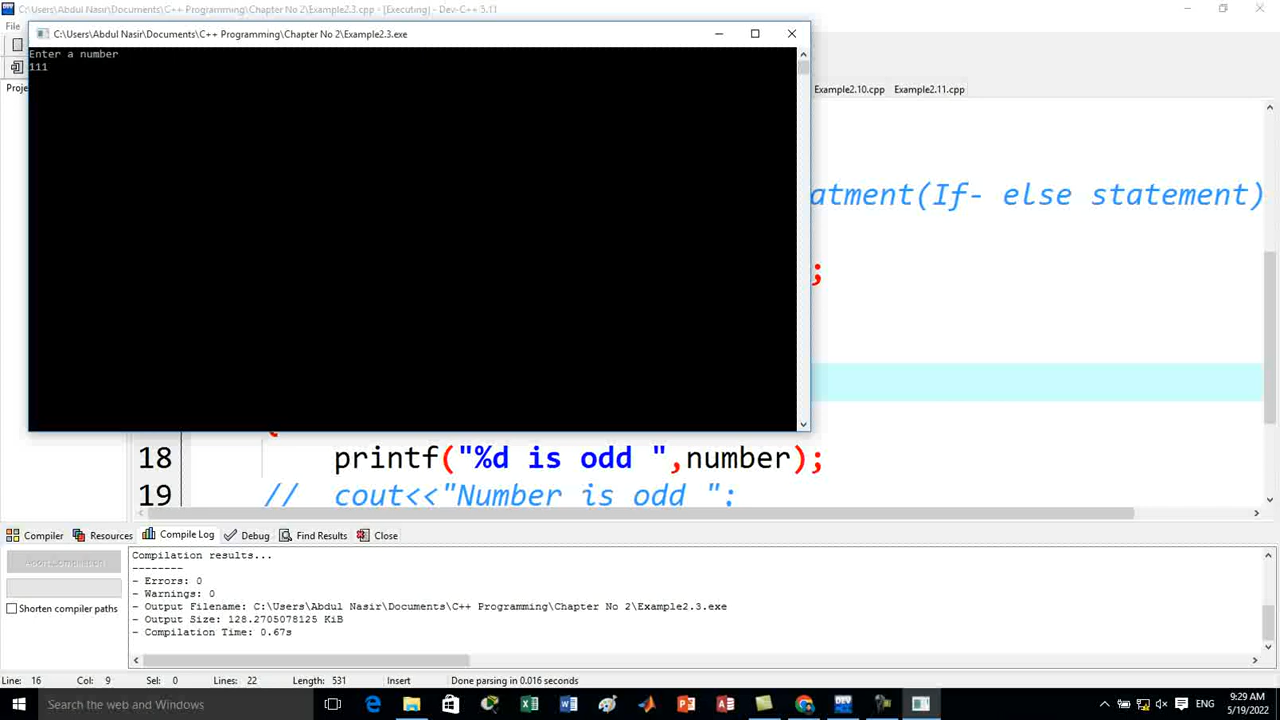 C:\Users\Abdul Nasir\Documents\C++ Programming\Chapter No 2\Example2.3.cpp - [Executing] - Dev-C++ 5.11
File
C:\Users\Abdul Nasir\Documents\C++ Programming\Chapter No 2\Example2.3.exe
Enter a number
111
Proje
Example2.10.cpp Example2.11.cpp
atment(If- else statement)
;
18 printf("%d is odd ",number);
19 // cout<<"Number is odd ";
Compiler Resources Compile Log Debug Find Results Close
Abort Compilation
Shorten compiler paths
Compilation results...
--------
- Errors: 0
- Warnings: 0
- Output Filename: C:\Users\Abdul Nasir\Documents\C++ Programming\Chapter No 2\Example2.3.exe
- Output Size: 128.2705078125 KiB
- Compilation Time: 0.67s
Line: 16 Col: 9 Sel: 0 Lines: 22 Length: 531 Insert Done parsing in 0.016 seconds
Search the web and Windows
ENG
9:29 AM
5/19/2022